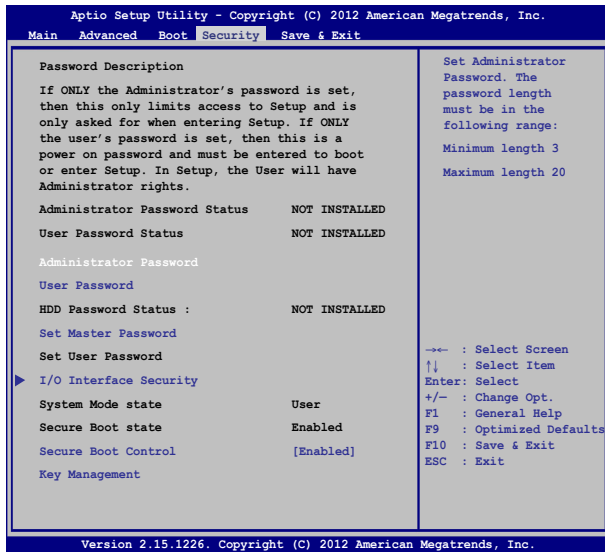 Aptio Setup Utility - Copyright (C) 2012 American Megatrends, Inc.
Main Advanced Boot Security Save & Exit
Password Description
If ONLY the Administrator's password is set,
then this only limits access to Setup and is
only asked for when entering Setup. If ONLY
the user's password is set, then this is a
power on password and must be entered to boot
or enter Setup. In Setup, the User will have
Administrator rights.
Administrator Password Status NOT INSTALLED
User Password Status NOT INSTALLED
Administrator Password
User Password
HDD Password Status : NOT INSTALLED
Set Master Password
Set User Password
I/O Interface Security
System Mode state User
Secure Boot state Enabled
Secure Boot Control [Enabled]
Key Management
Set Administrator
Password. The
password length
must be in the
following range:
Minimum length 3
Maximum length 20
→← : Select Screen
↑↓ : Select Item
Enter: Select
+/— : Change Opt.
F1 : General Help
F9 : Optimized Defaults
F10 : Save & Exit
ESC : Exit
Version 2.15.1226. Copyright (C) 2012 American Megatrends, Inc.